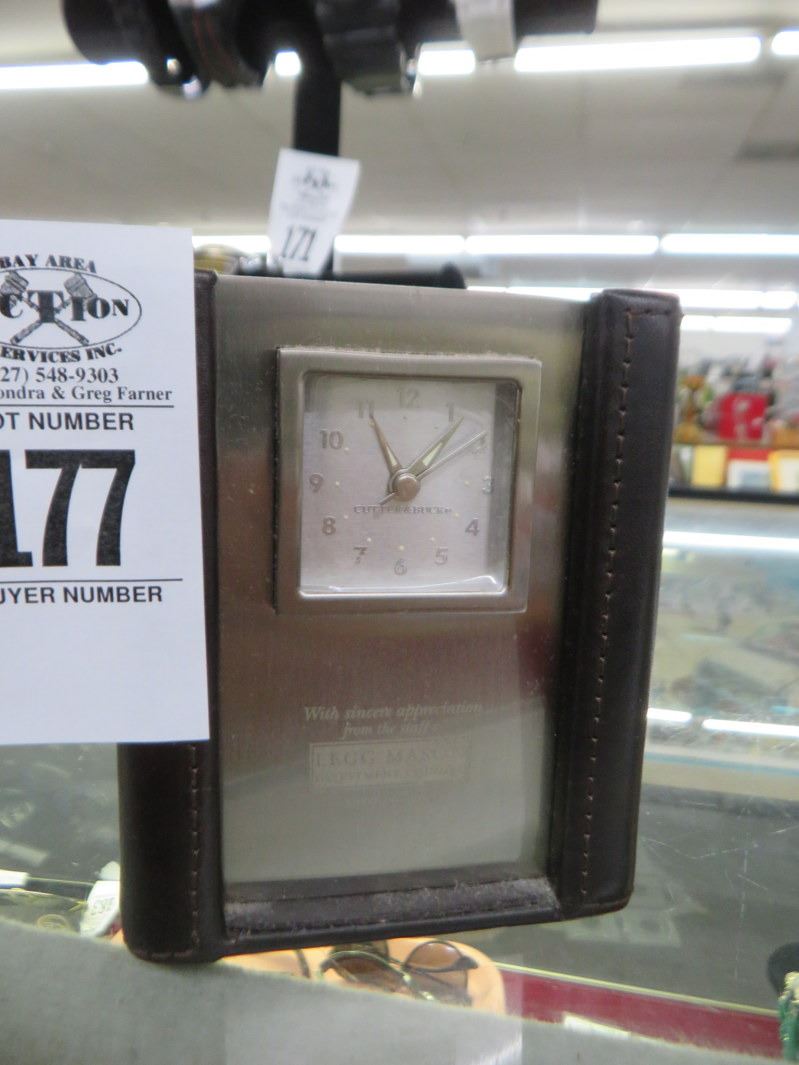 BAY AREA
CTION
ERVICES INC.
27) 548-9303
ondra & Greg Farner
OT NUMBER
177
UYER NUMBER
171
12
11
1
10
9
3
8
4
7
5
6
CUTTER & BUCK
With sincere appreciation
from the staff
LEGG MASON